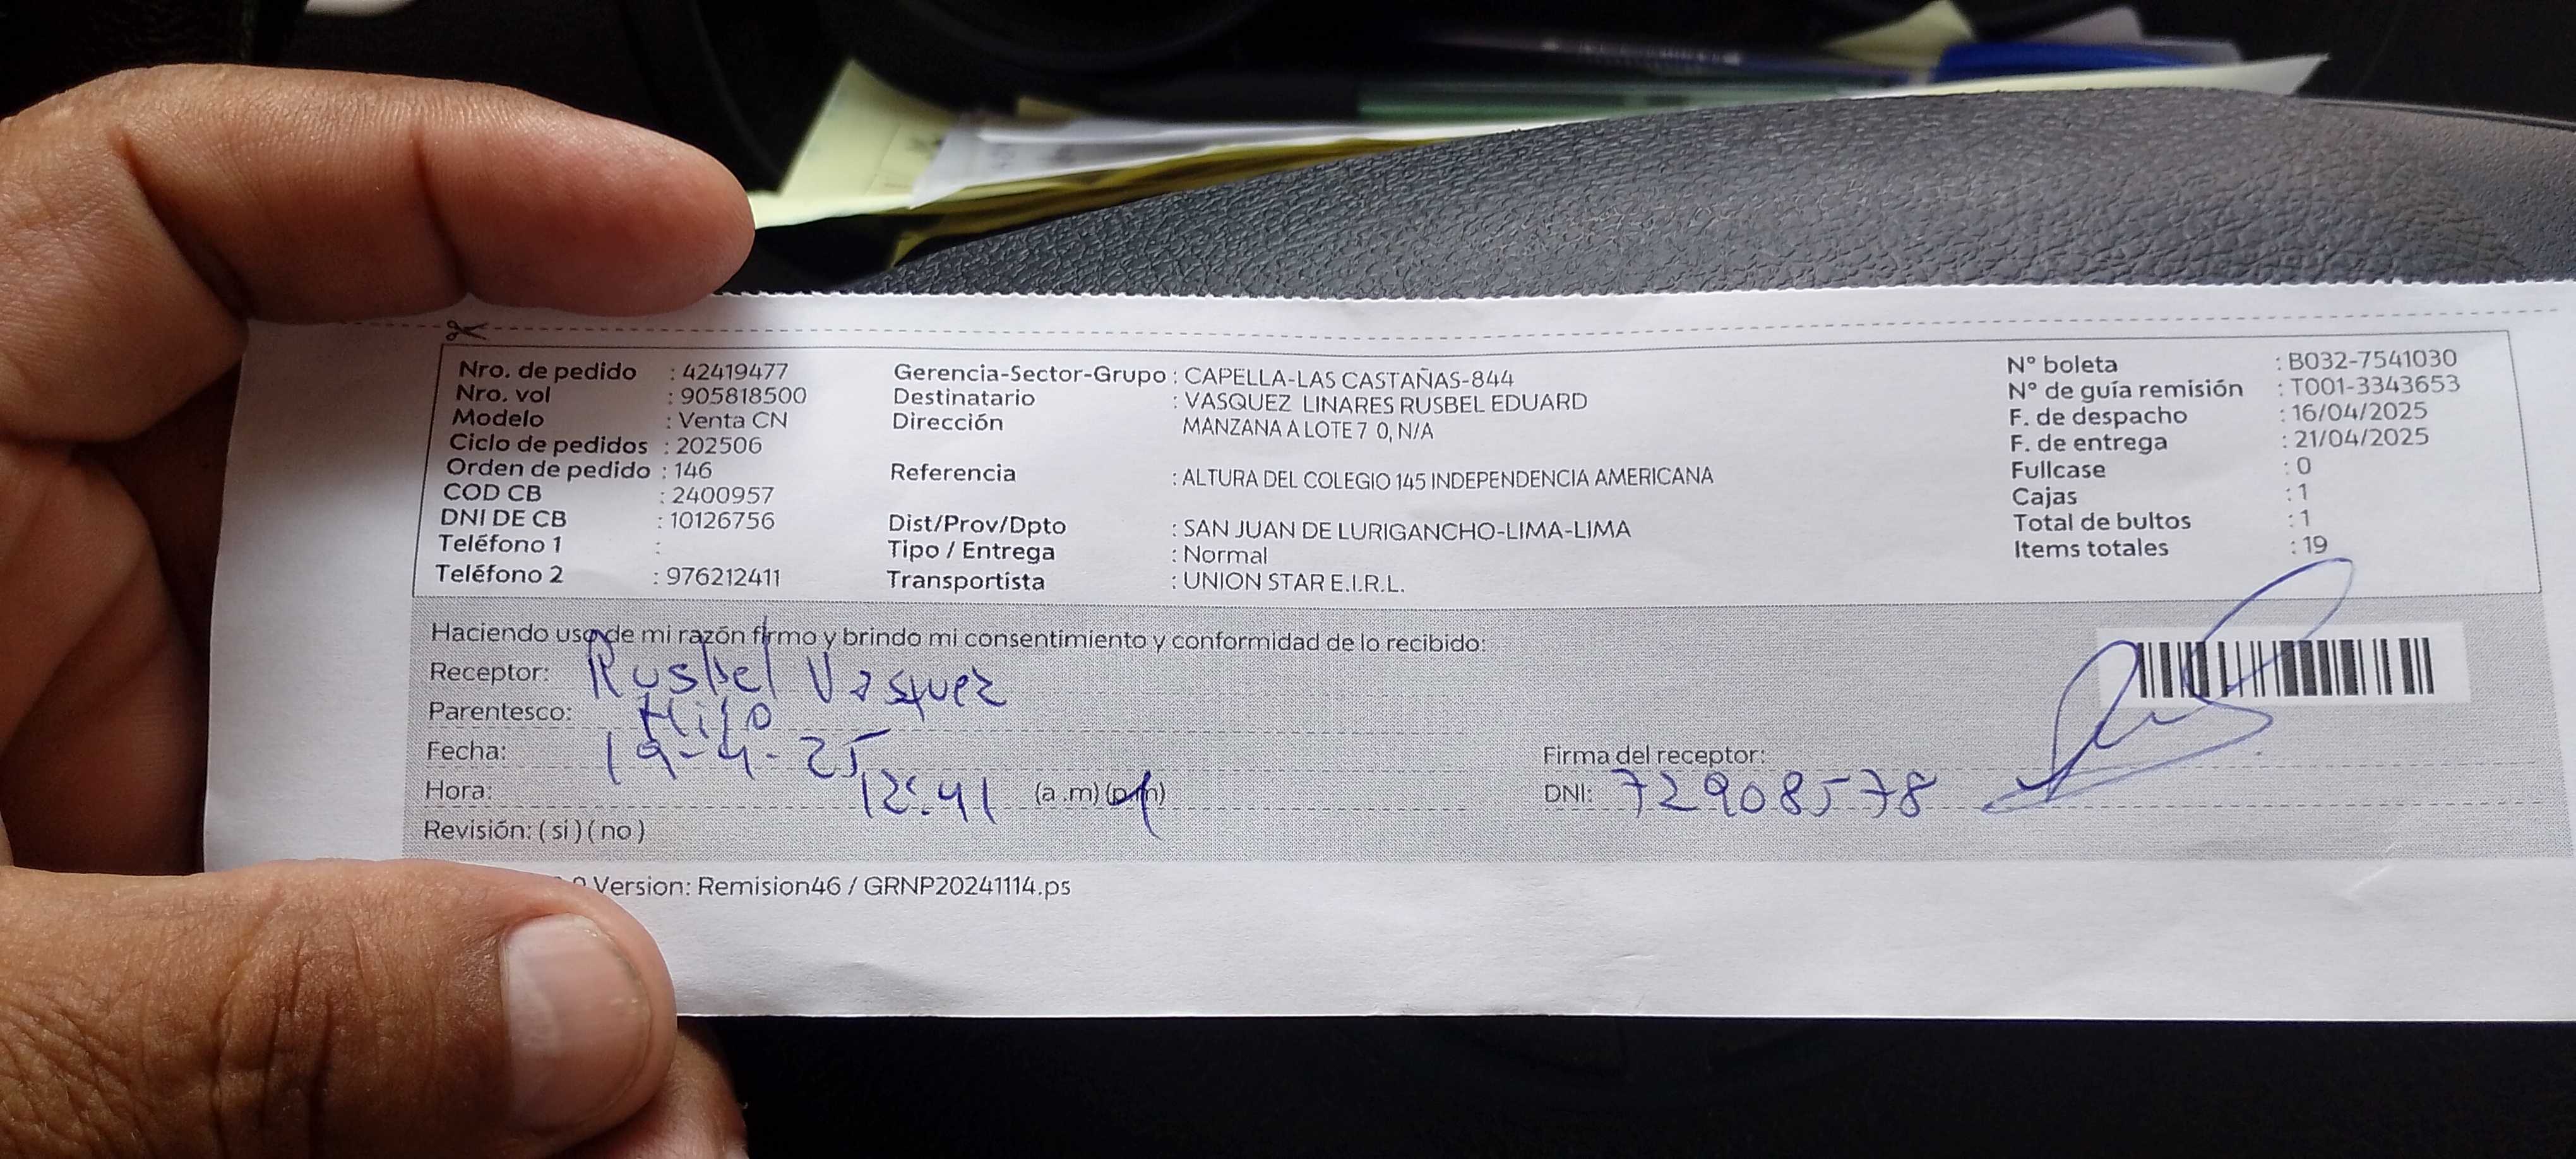 Nro. de pedido : 42419477
Nro. vol : 905818500
Modelo : Venta CN
Ciclo de pedidos : 202506
Orden de pedido : 146
COD CB : 2400957
DNI DE CB : 10126756
Teléfono 1 :
Teléfono 2 : 976212411
Gerencia-Sector-Grupo : CAPELLA-LAS CASTAÑAS-844
Destinatario : VASQUEZ LINARES RUSBEL EDUARD
Dirección MANZANA A LOTE 7 0, N/A
Referencia : ALTURA DEL COLEGIO 145 INDEPENDENCIA AMERICANA
Dist/Prov/Dpto : SAN JUAN DE LURIGANCHO-LIMA-LIMA
Tipo / Entrega : Normal
Transportista : UNION STAR E.I.R.L.
N° boleta : B032-7541030
N° de guía remisión : T001-3343653
F. de despacho : 16/04/2025
F. de entrega : 21/04/2025
Fullcase : 0
Cajas : 1
Total de bultos : 1
Items totales : 19
Haciendo uso de mi razón firmo y brindo mi consentimiento y conformidad de lo recibido:
Receptor: Rusbel Vasquez
Parentesco: Hijo
Fecha: 19-4-25
Hora: 12:41 (a.m) (p.m)
Revisión: ( si ) ( no )
Firma del receptor:
DNI: 72908578
Version: Remision46 / GRNP20241114.ps